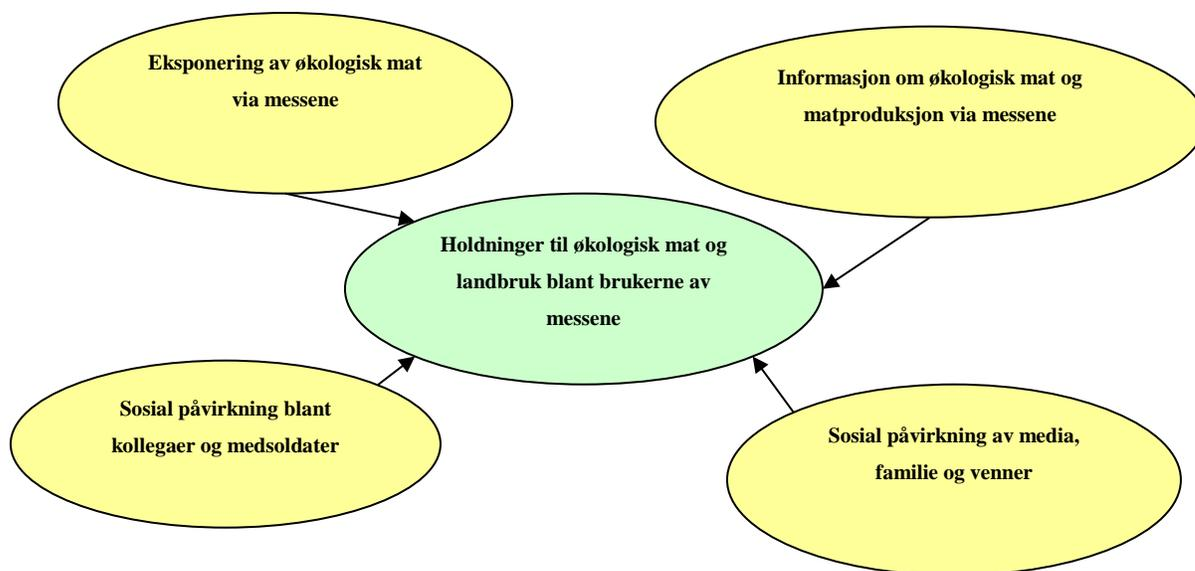 Eksponering av økologisk mat
via messene
Informasjon om økologisk mat og
matproduksjon via messene
Holdninger til økologisk mat og
landbruk blant brukerne av
messene
Sosial påvirkning blant
kollegaer og medsoldater
Sosial påvirkning av media,
familie og venner